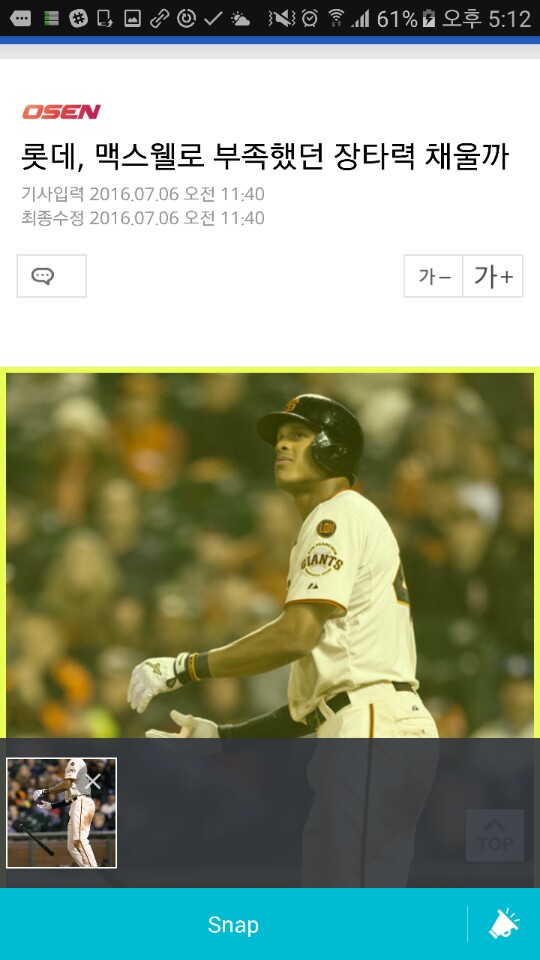 61% 오후 5:12
OSEN
롯데, 맥스웰로 부족했던 장타력 채울까
기사입력 2016.07.06 오전 11:40
최종수정 2016.07.06 오전 11:40
가- 가+
LON
GIANTS
TOP
Snap